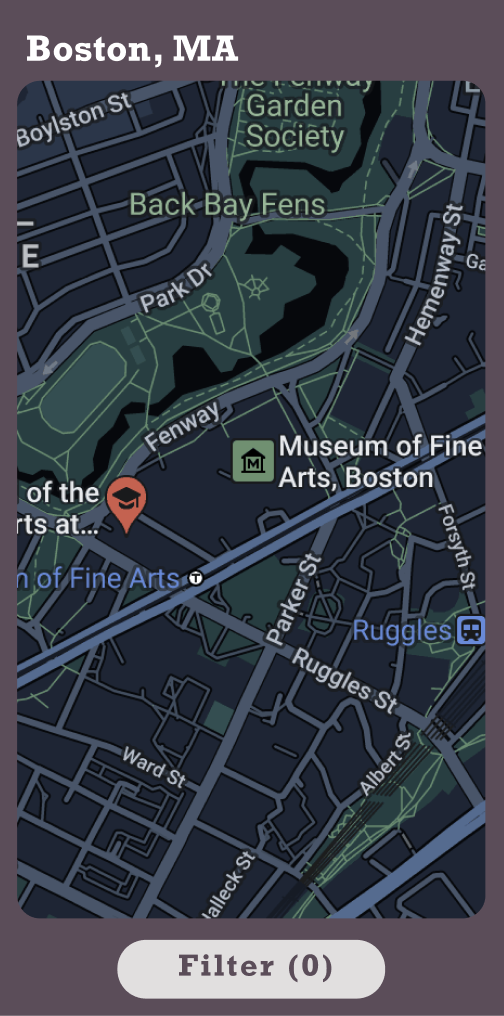 Boston, MA
The Fenway
Garden
Society
Boylston St
Back Bay Fens
E
Park Dr
Hemenway St
Fenway
Museum of Fine
Arts, Boston
of the
rts at...
Forsyth St
n of Fine Arts
T
Parker St
Ruggles
Ruggles St
Ward St
Albert St
Halleck St
Filter (0)